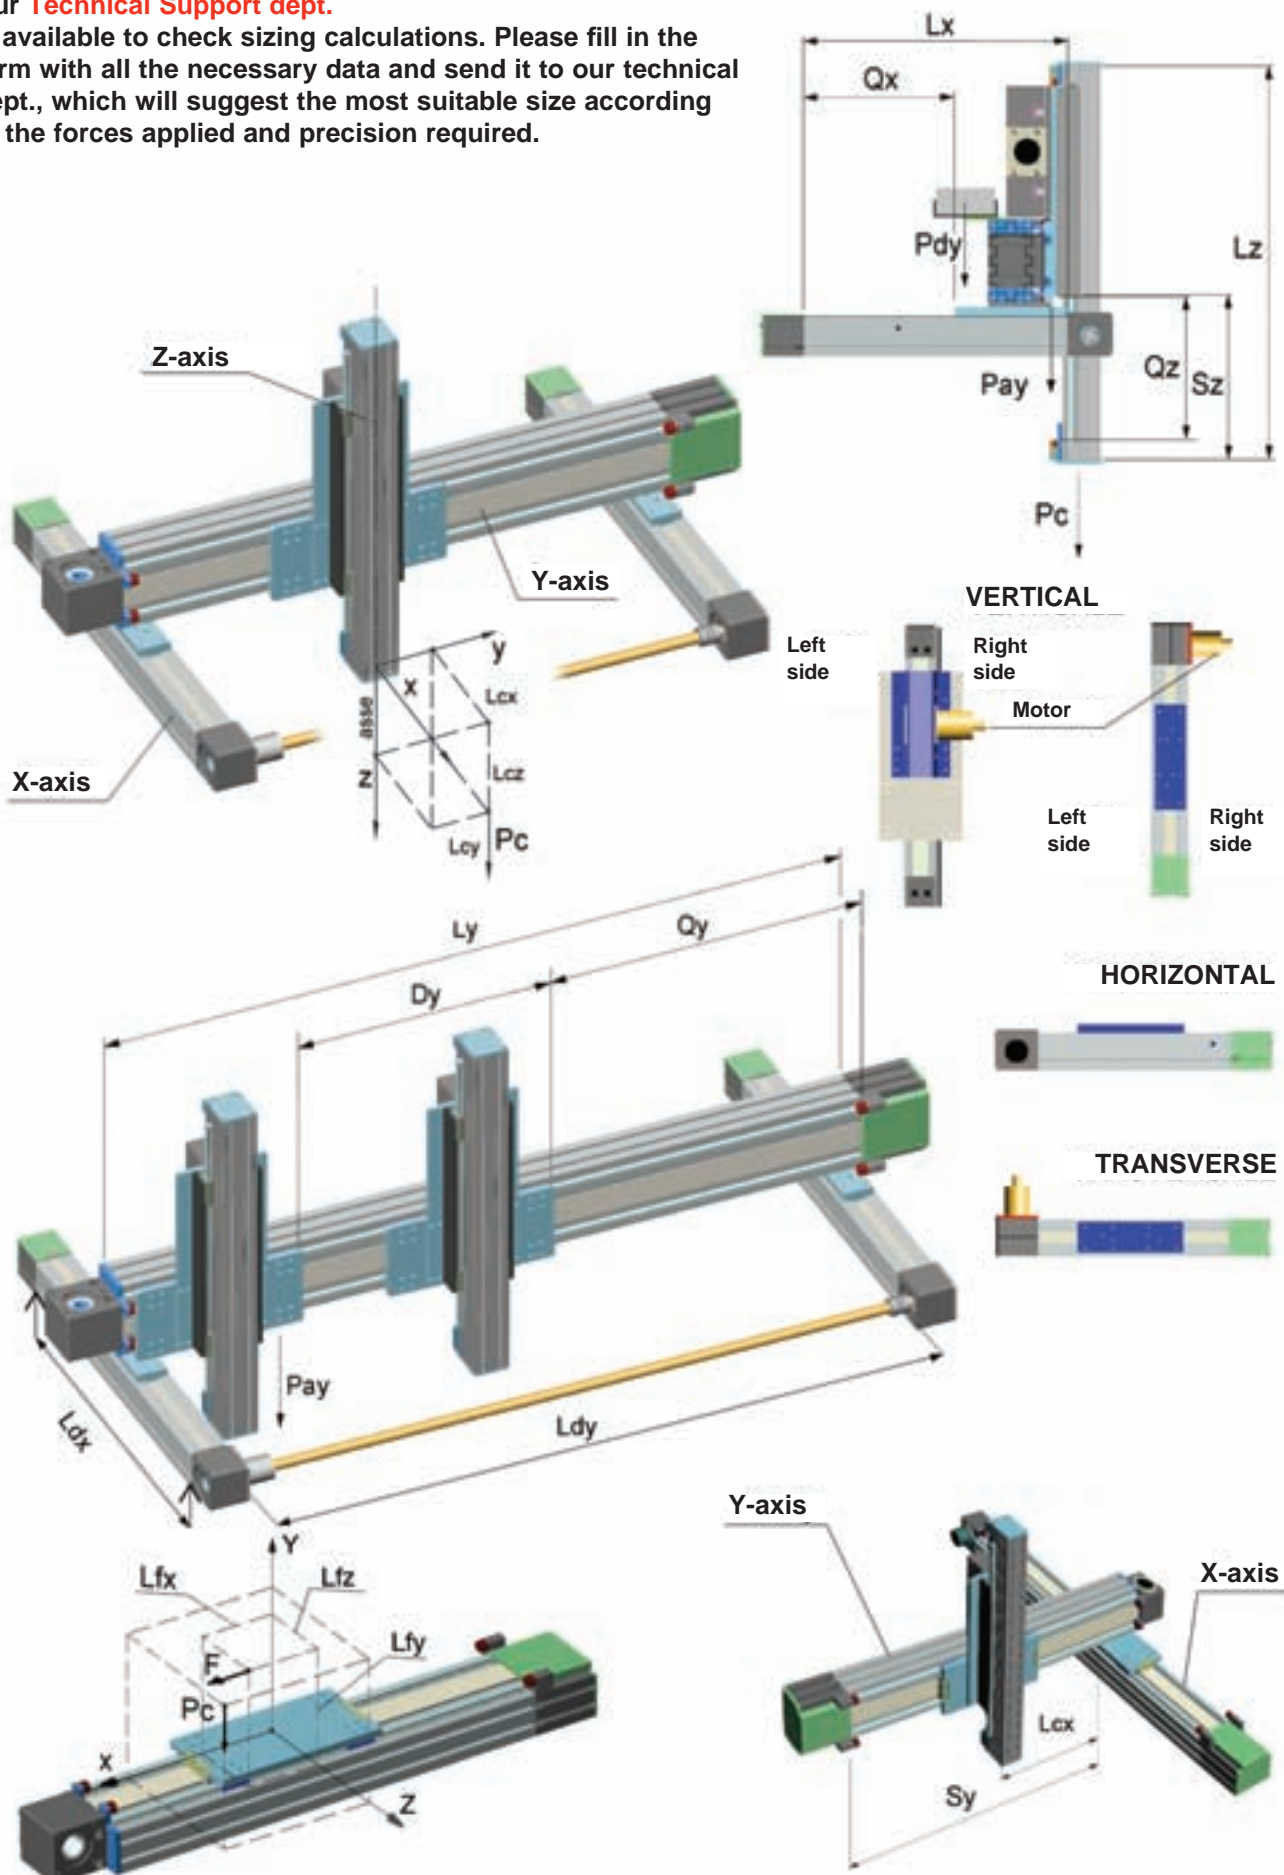 ur Technical Support dept.
available to check sizing calculations. Please fill in the
rm with all the necessary data and send it to our technical
ept., which will suggest the most suitable size according
the forces applied and precision required.
Lx
Qx
Pdy
Lz
Qz
Sz
Pay
Pc
Z-axis
Y-axis
X-axis
y
x
Lcx
asse
z
Lcz
Lcy
Pc
VERTICAL
Left
side
Right
side
Motor
Left
side
Right
side
Ly
Qy
Dy
HORIZONTAL
TRANSVERSE
Pay
Ldx
Ldy
Y
Lfx
Lfz
Lfy
F
Pc
X
Z
Y-axis
X-axis
Lcx
Sy